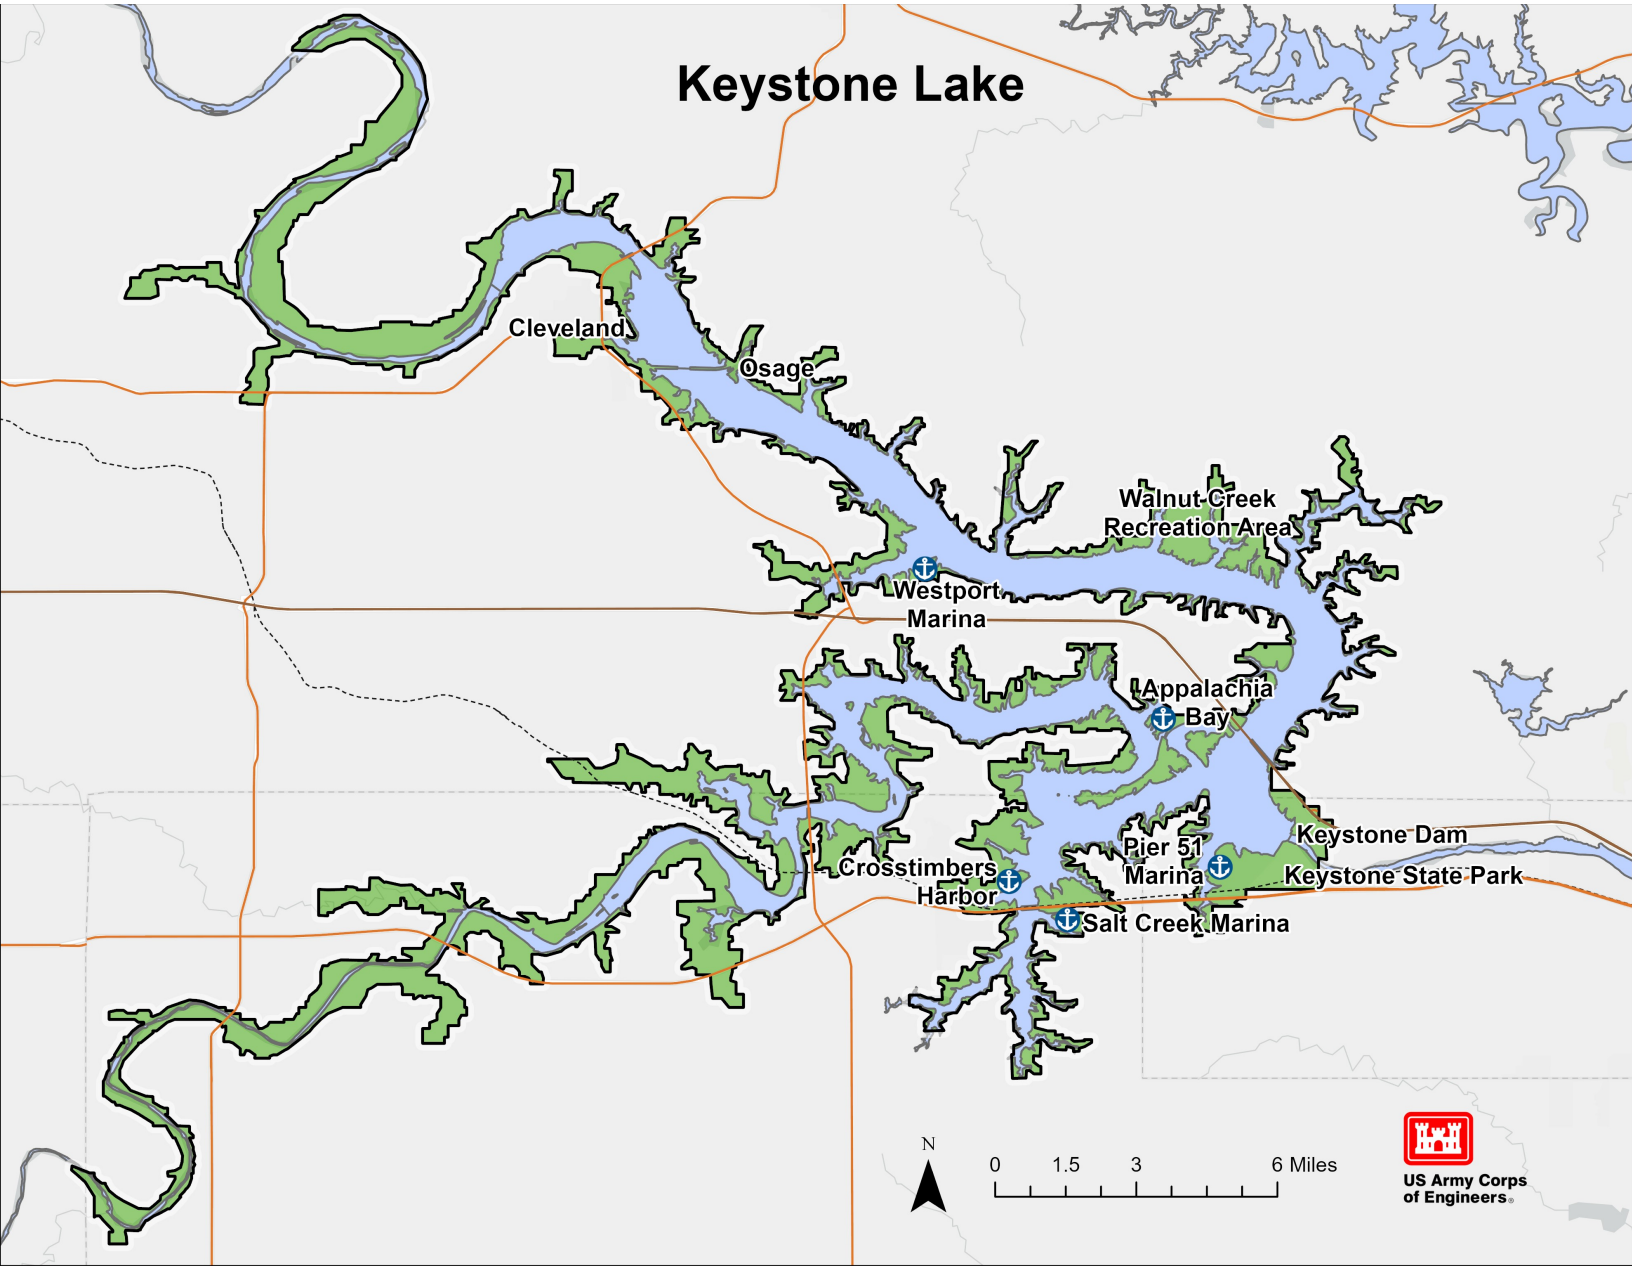 Keystone Lake
Cleveland
Osage
Walnut Creek
Recreation Area
Westport
Marina
Appalachia
Bay
Keystone Dam
Pier 51
Marina
Keystone State Park
Crosstimbers
Harbor
Salt Creek Marina
N
0 1.5 3 6 Miles
US Army Corps
of Engineers®